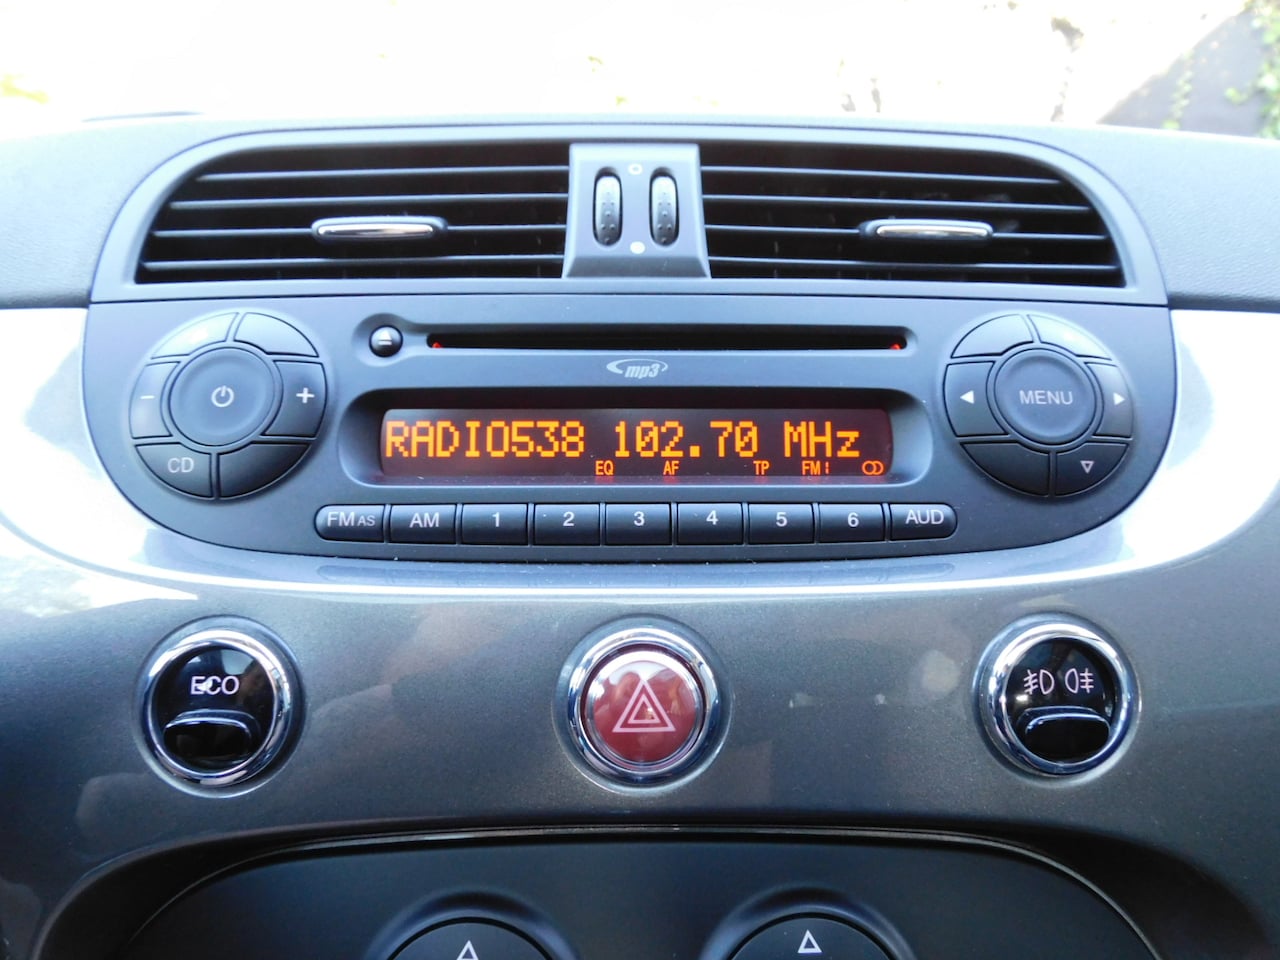 mp3
MENU
CD
RADIO538 102.70 MHz
EQ AF TP FM1
FM AS AM 1 2 3 4 5 6 AUD
ECO